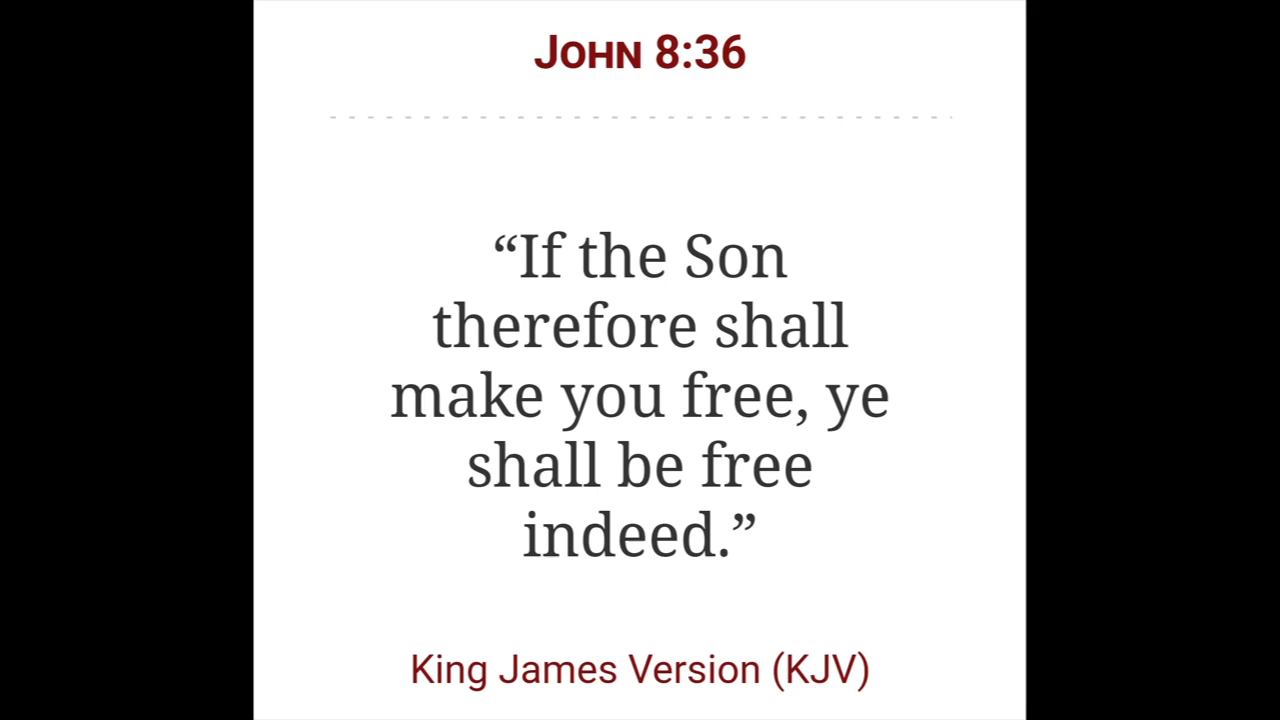 John 8:36
“If the Son
therefore shall
make you free, ye
shall be free
indeed.”
King James Version (KJV)